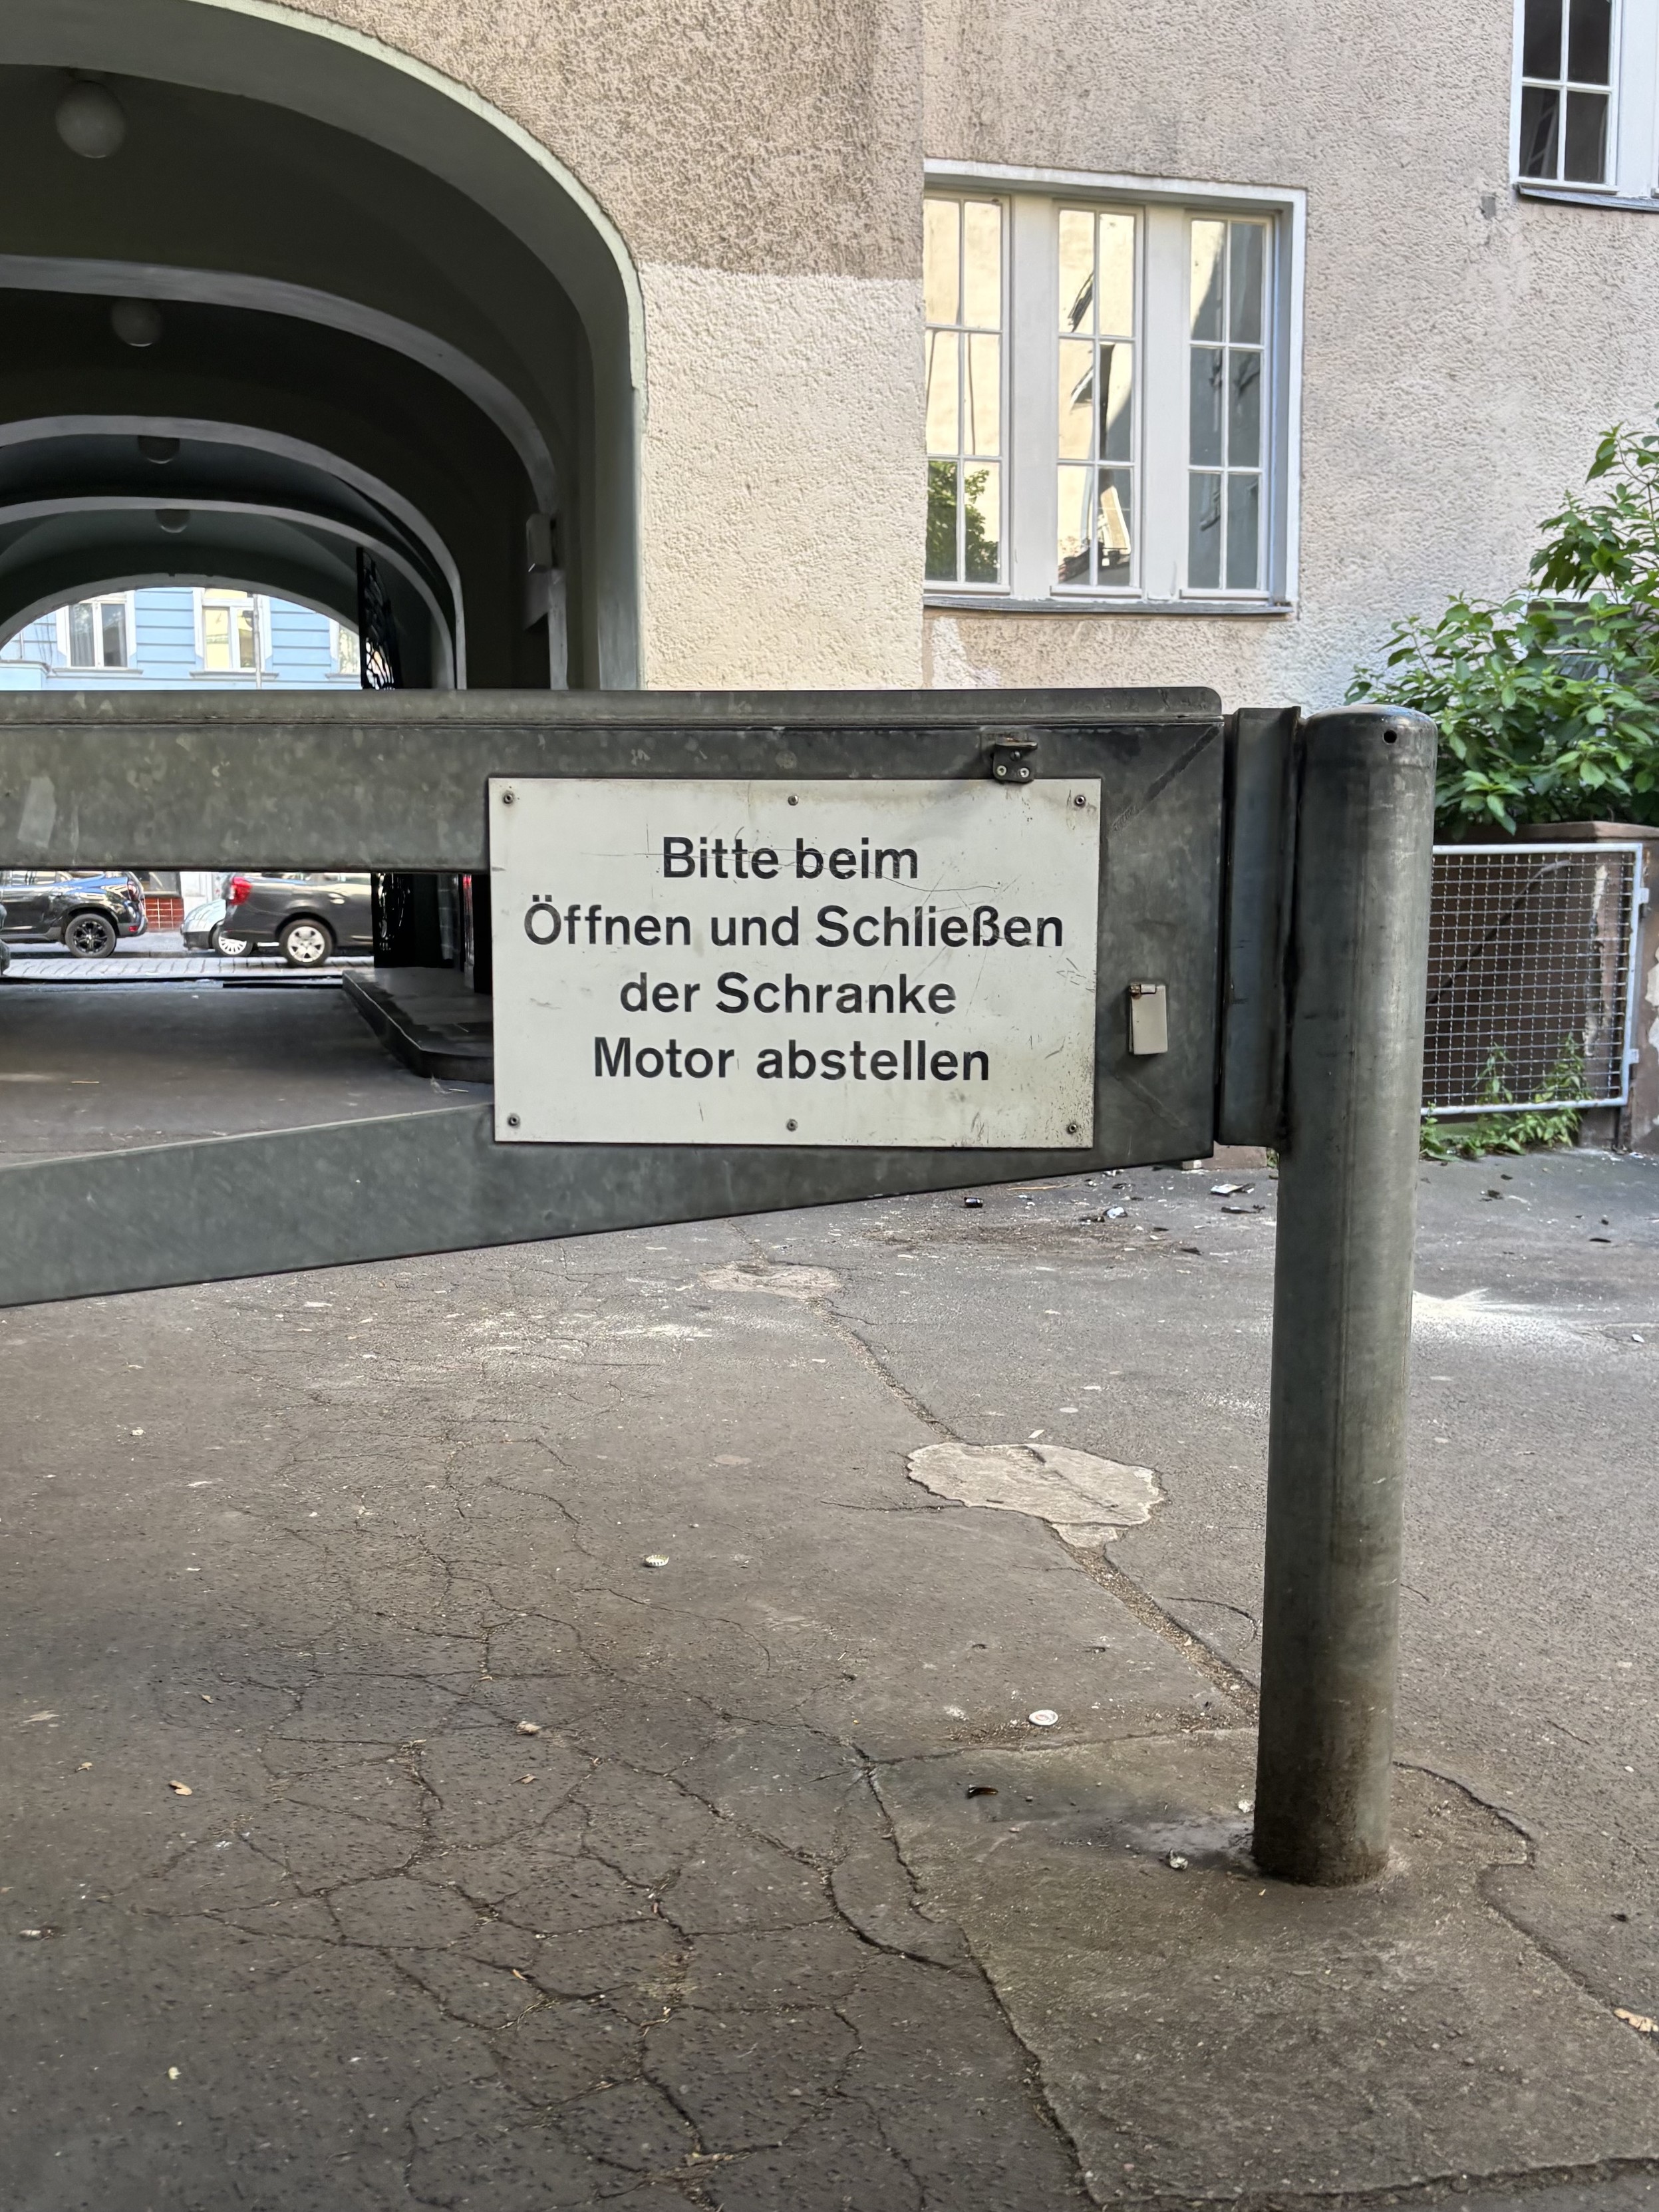 Bitte beim
Öffnen und Schließen
der Schranke
Motor abstellen